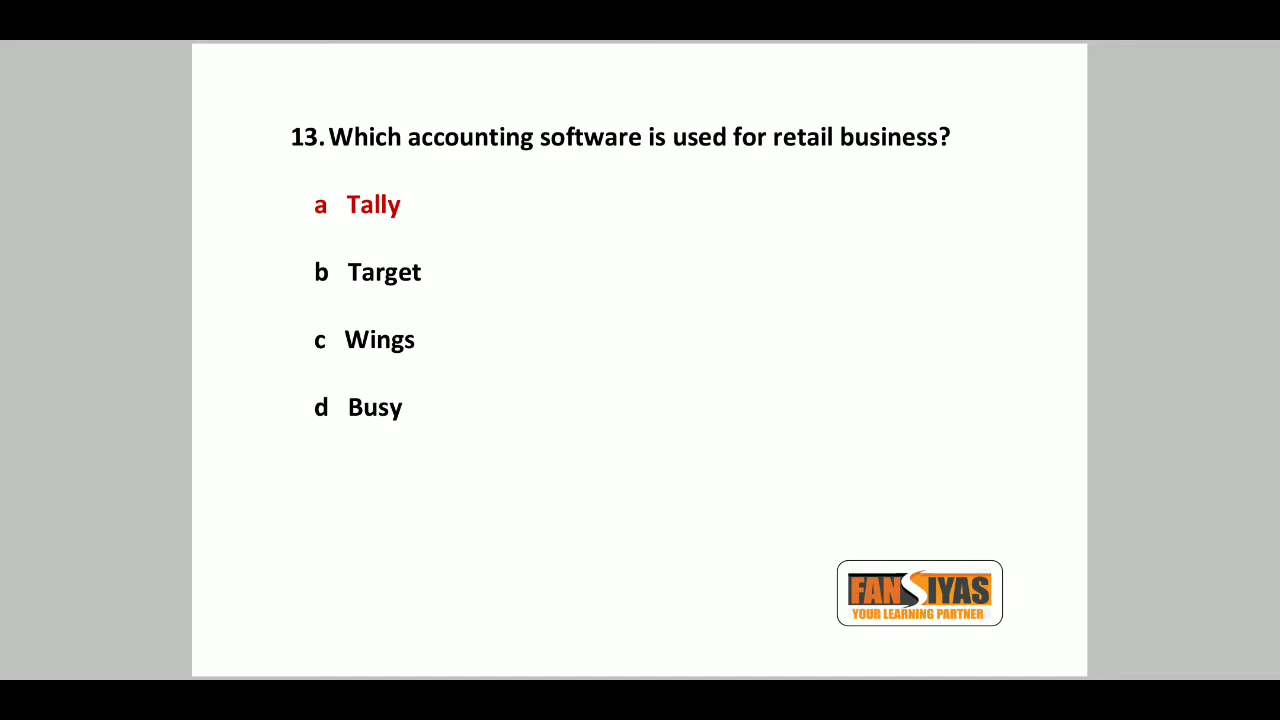 13. Which accounting software is used for retail business?
a Tally
b Target
c Wings
d Busy
FANSIYAS
YOUR LEARNING PARTNER